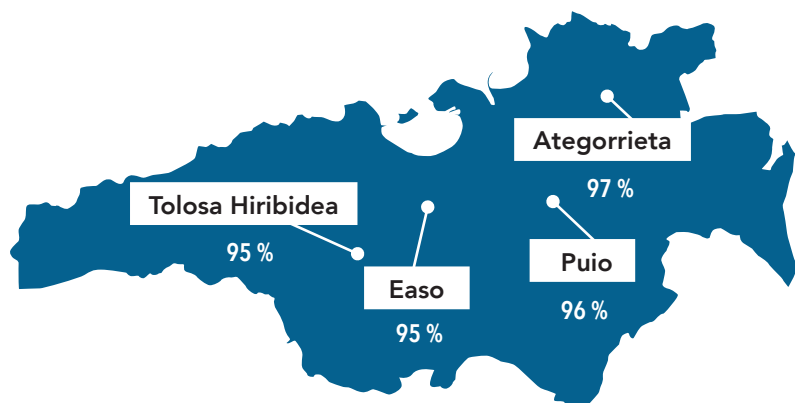 Ategorrieta
97 %
Tolosa Hiribidea
95 %
Puio
96 %
Easo
95 %